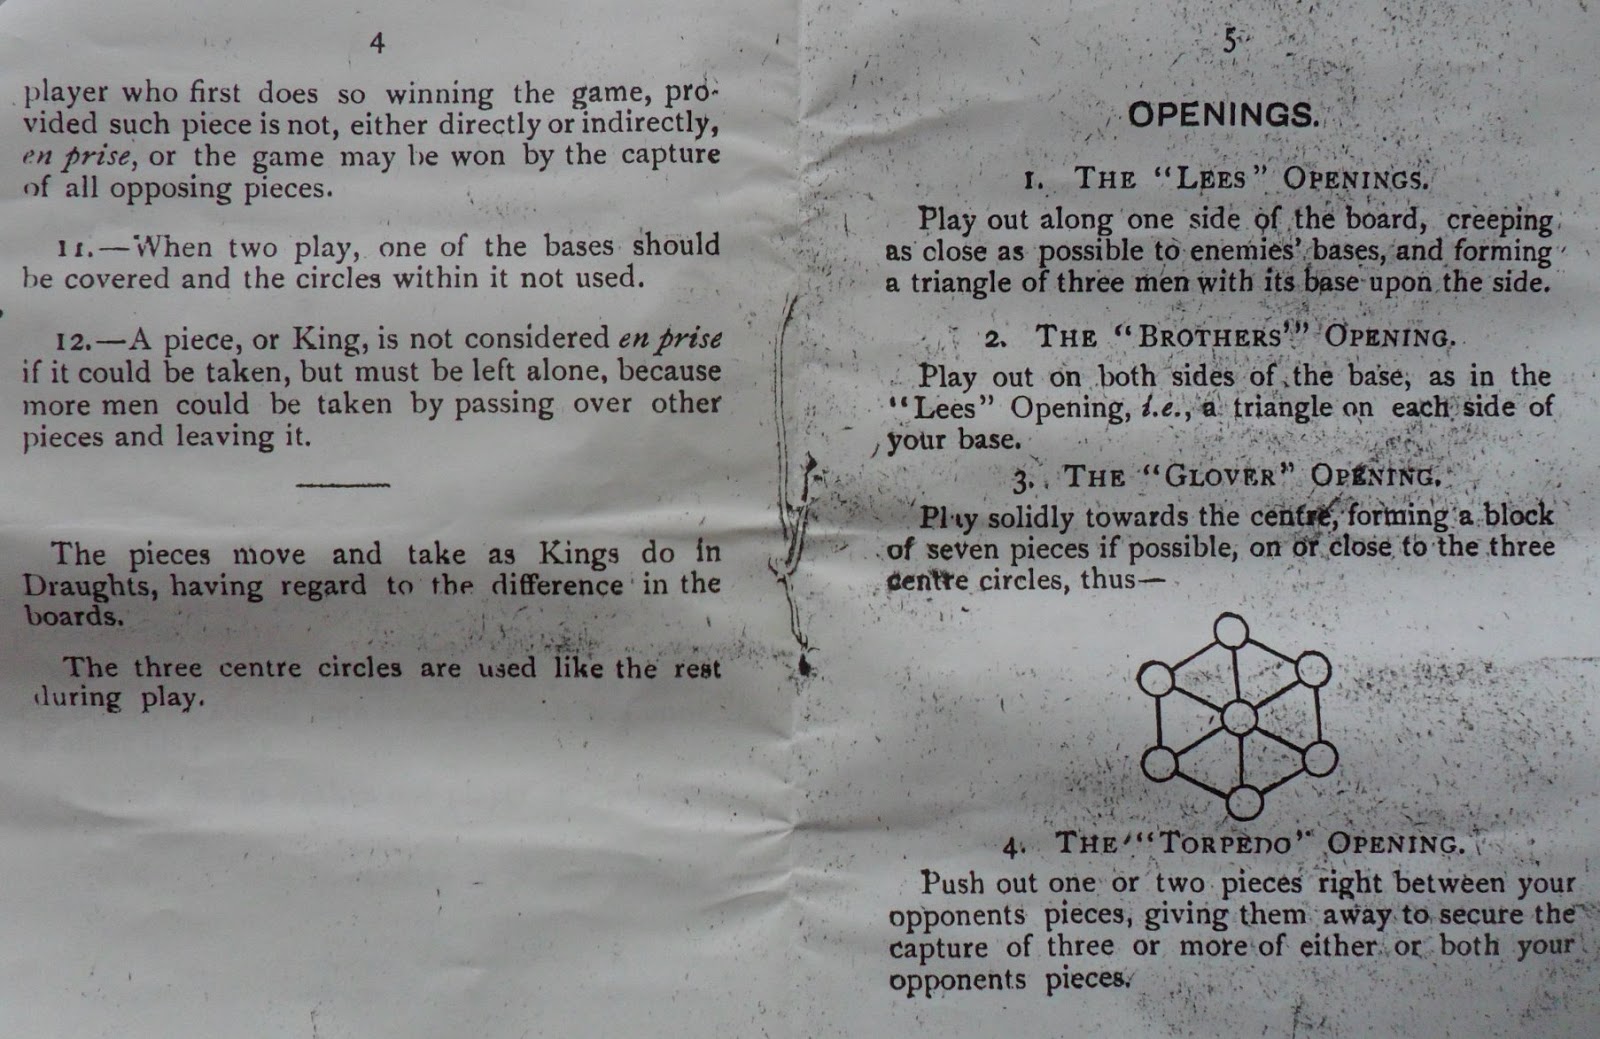 4
player who first does so winning the game, pro-
vided such piece is not, either directly or indirectly,
en prise, or the game may be won by the capture
of all opposing pieces.
11.—When two play, one of the bases should
be covered and the circles within it not used.
12.—A piece, or King, is not considered en prise
if it could be taken, but must be left alone, because
more men could be taken by passing over other
pieces and leaving it.
The pieces move and take as Kings do in
Draughts, having regard to the difference in the
boards.
The three centre circles are used like the rest
during play.
5
OPENINGS.
1. THE "LEES" OPENINGS.
Play out along one side of the board, creeping
as close as possible to enemies' bases, and forming
a triangle of three men with its base upon the side.
2. THE "BROTHERS'" OPENING.
Play out on both sides of the base, as in the
"Lees" Opening, i.e., a triangle on each side of
your base.
3. THE "GLOVER" OPENING.
Play solidly towards the centre, forming a block
of seven pieces if possible, on or close to the three
centre circles, thus—
4. THE "TORPEDO" OPENING.
Push out one or two pieces right between your
opponents pieces, giving them away to secure the
capture of three or more of either or both your
opponents pieces.